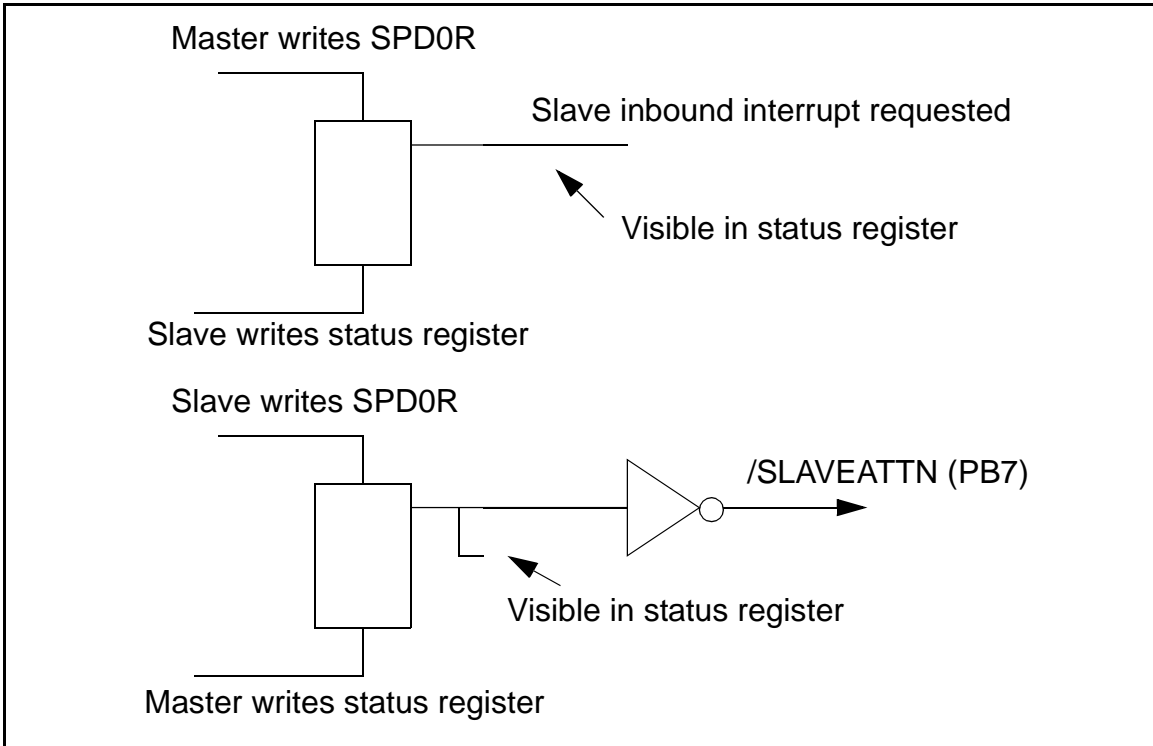 Master writes SPD0R
Slave inbound interrupt requested
Visible in status register
Slave writes status register
Slave writes SPD0R
/SLAVEATTN (PB7)
Visible in status register
Master writes status register